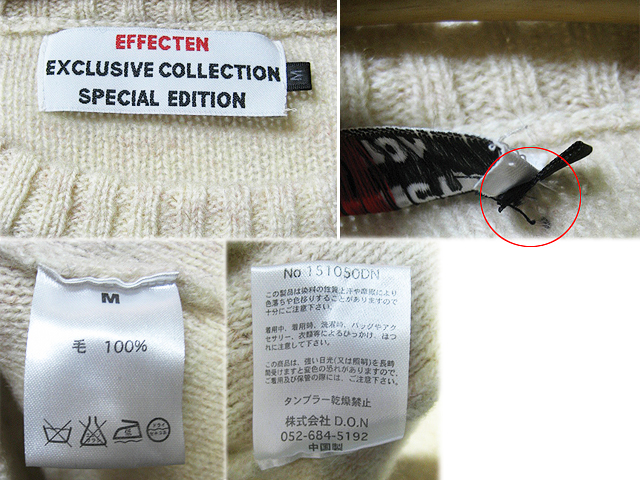 EFFECTEN
EXCLUSIVE COLLECTION
SPECIAL EDITION
M
M
毛 100%
ドライ
No 151050DN
この製品は染料の性質上汗や摩擦により
色落ちや色移りすることがありますので
十分にご注意下さい。
着用中、着用時、洗濯時、バッグやアク
セサリー、衣類等によるひっかけ、ほつ
れに注意して下さい。
この商品は、強い日光(又は照明)を長時
間受けますと変色の恐れがありますので、
ご着用及び保管の際には、ご注意下さい。
タンブラー乾燥禁止
株式会社 D.O.N
052-684-5192
中国製